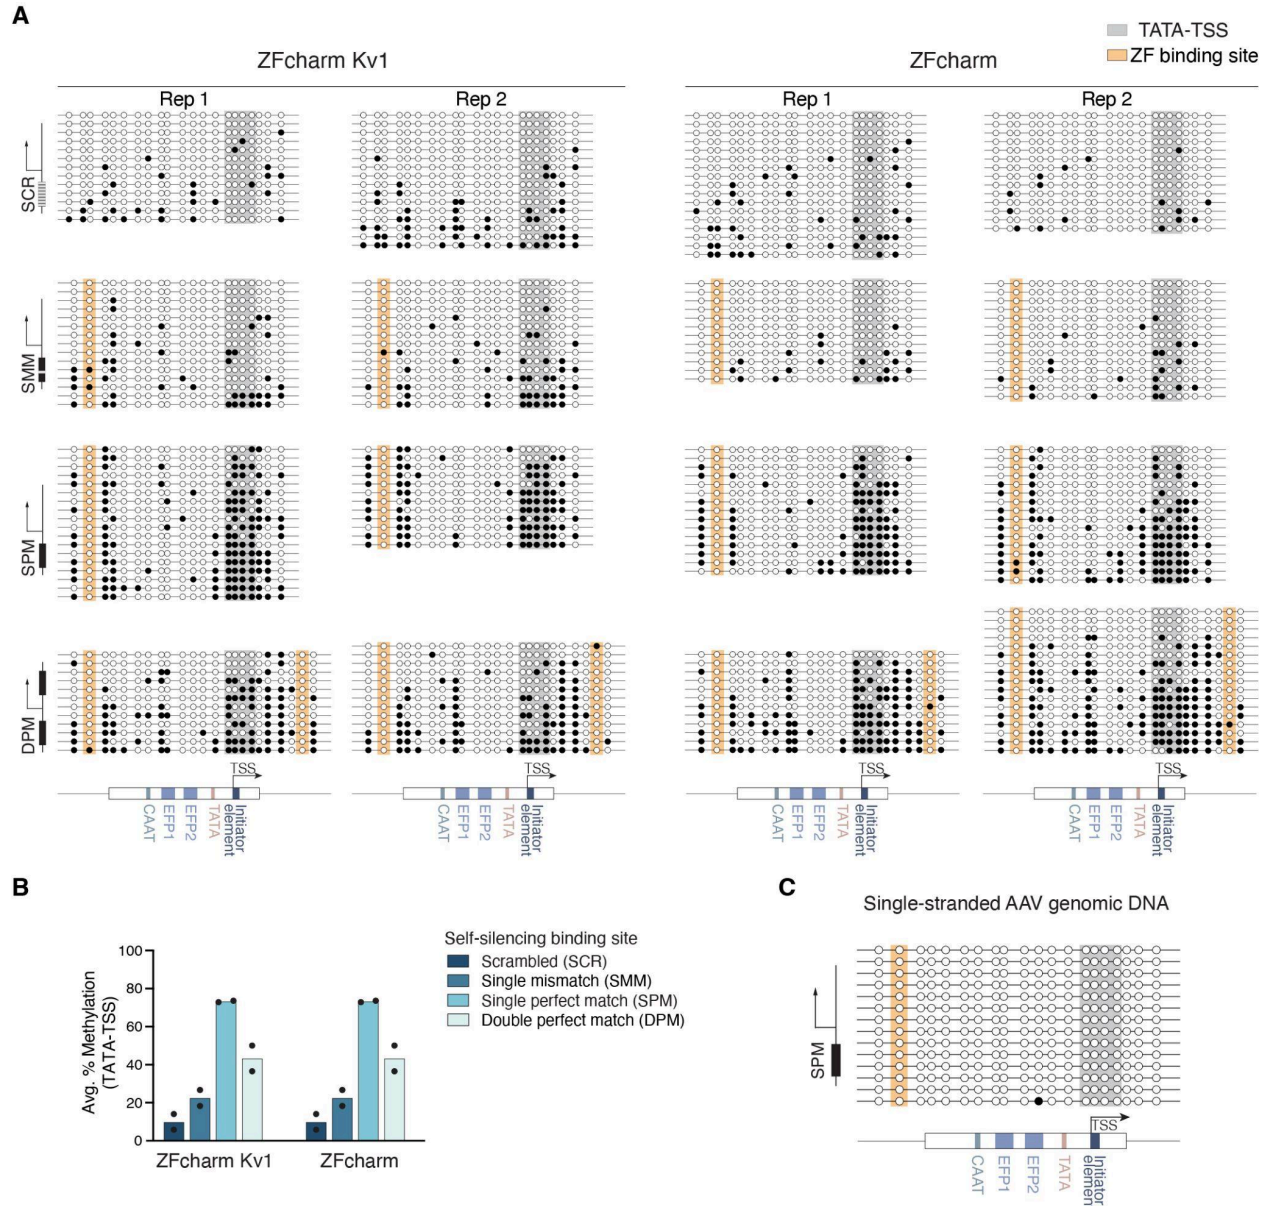 A
TATA-TSS
ZF binding site
ZFcharm Kv1
ZFcharm
Rep 1
Rep 2
Rep 1
Rep 2
SCR
SMM
SPM
DPM
TSS
TSS
TSS
TSS
CAAT
EFP1
EFP2
TATA
Initiator
element
CAAT
EFP1
EFP2
TATA
Initiator
element
CAAT
EFP1
EFP2
TATA
Initiator
element
CAAT
EFP1
EFP2
TATA
Initiator
element
B
Avg. % Methylation
(TATA-TSS)
100
80
60
40
20
0
ZFcharm Kv1
ZFcharm
Self-silencing binding site
Scrambled (SCR)
Single mismatch (SMM)
Single perfect match (SPM)
Double perfect match (DPM)
C
Single-stranded AAV genomic DNA
SPM
TSS
CAAT
EFP1
EFP2
TATA
Initiator
elemen